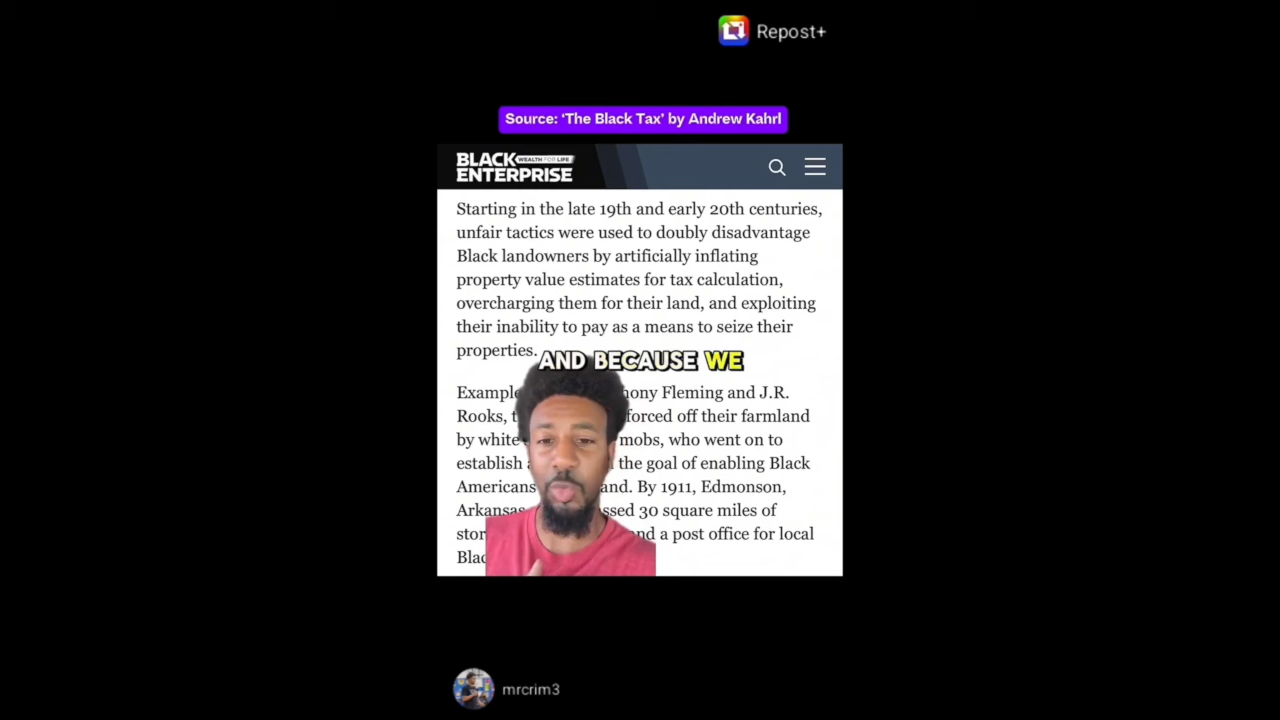 Repost+
Source: ‘The Black Tax’ by Andrew Kahrl
BLACK WEALTH FOR LIFE
ENTERPRISE
Starting in the late 19th and early 20th centuries,
unfair tactics were used to doubly disadvantage
Black landowners by artificially inflating
property value estimates for tax calculation,
overcharging them for their land, and exploiting
their inability to pay as a means to seize their
properties.
AND BECAUSE WE
Example hony Fleming and J.R.
Rooks, forced off their farmland
by white mobs, who went on to
establish the goal of enabling Black
Americans and. By 1911, Edmonson,
Arkansas ssed 30 square miles of
stor nd a post office for local
Blac
mrcrim3